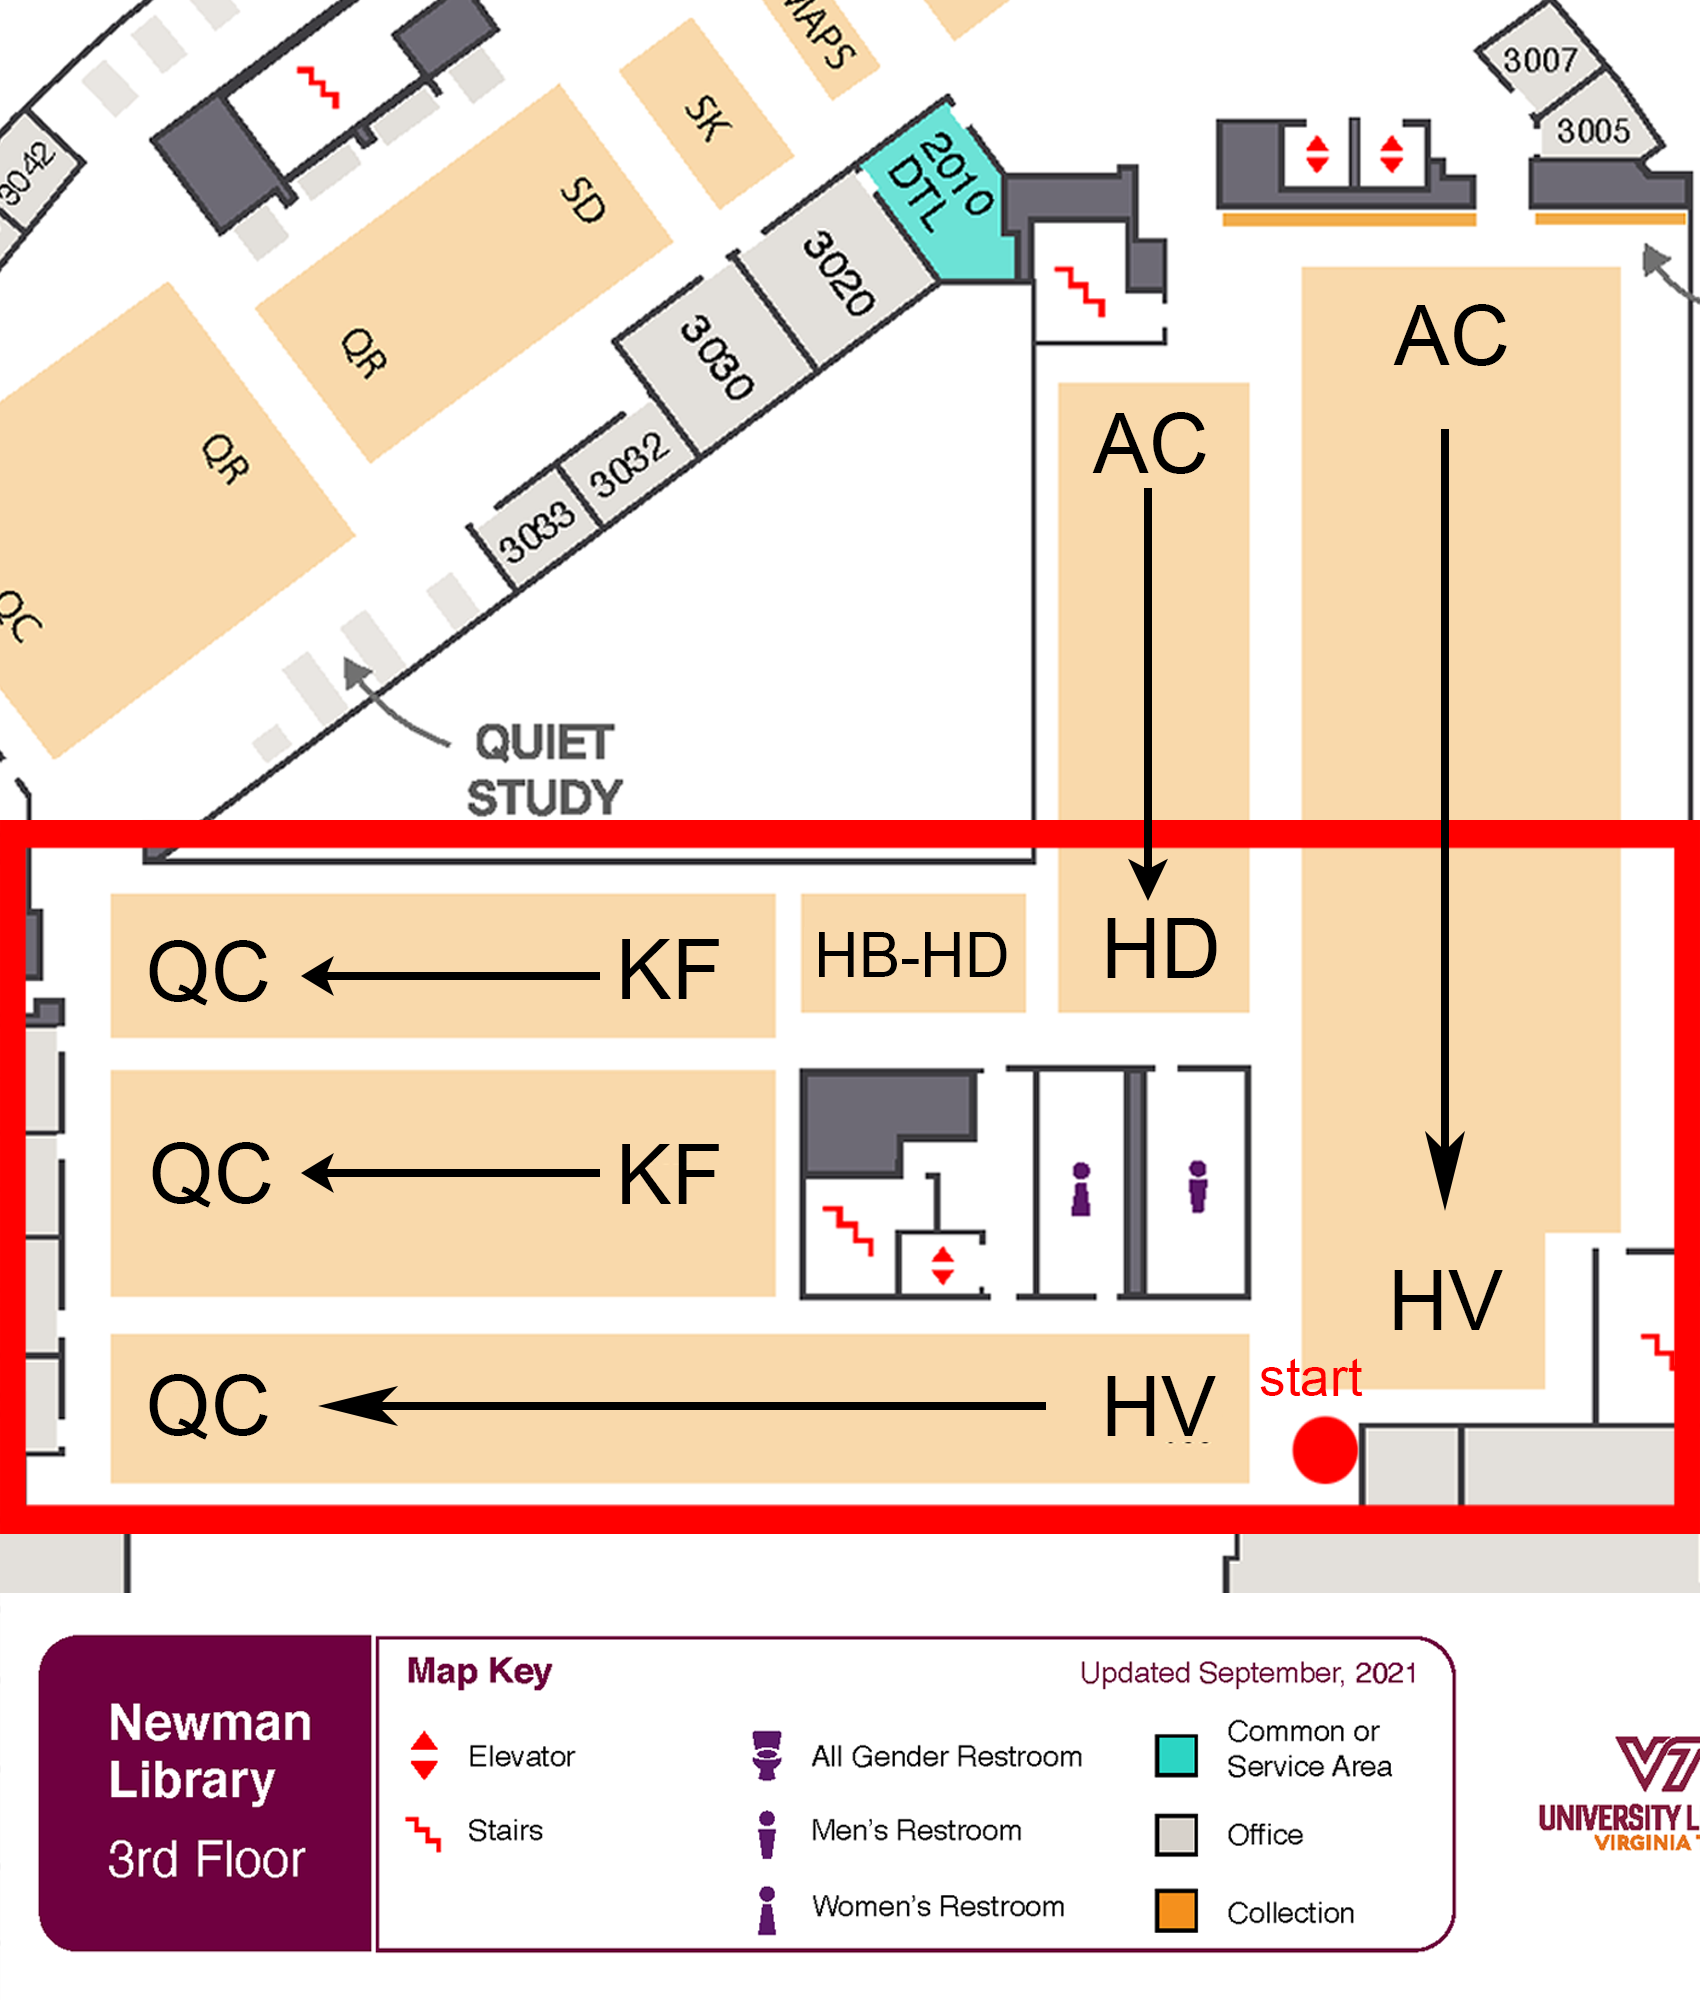 MAPS
3007
SK
3005
3042
2010
DTL
SD
3020
AC
QR
3030
AC
QR
3032
3033
QC
QUIET
STUDY
QC
KF
HB-HD
HD
QC
KF
HV
start
QC
HV
Newman
Library
3rd Floor
Map Key
Updated September, 2021
Elevator
Stairs
All Gender Restroom
Men's Restroom
Women's Restroom
Common or
Service Area
Office
Collection
VT
UNIVERSITY L
VIRGINIA